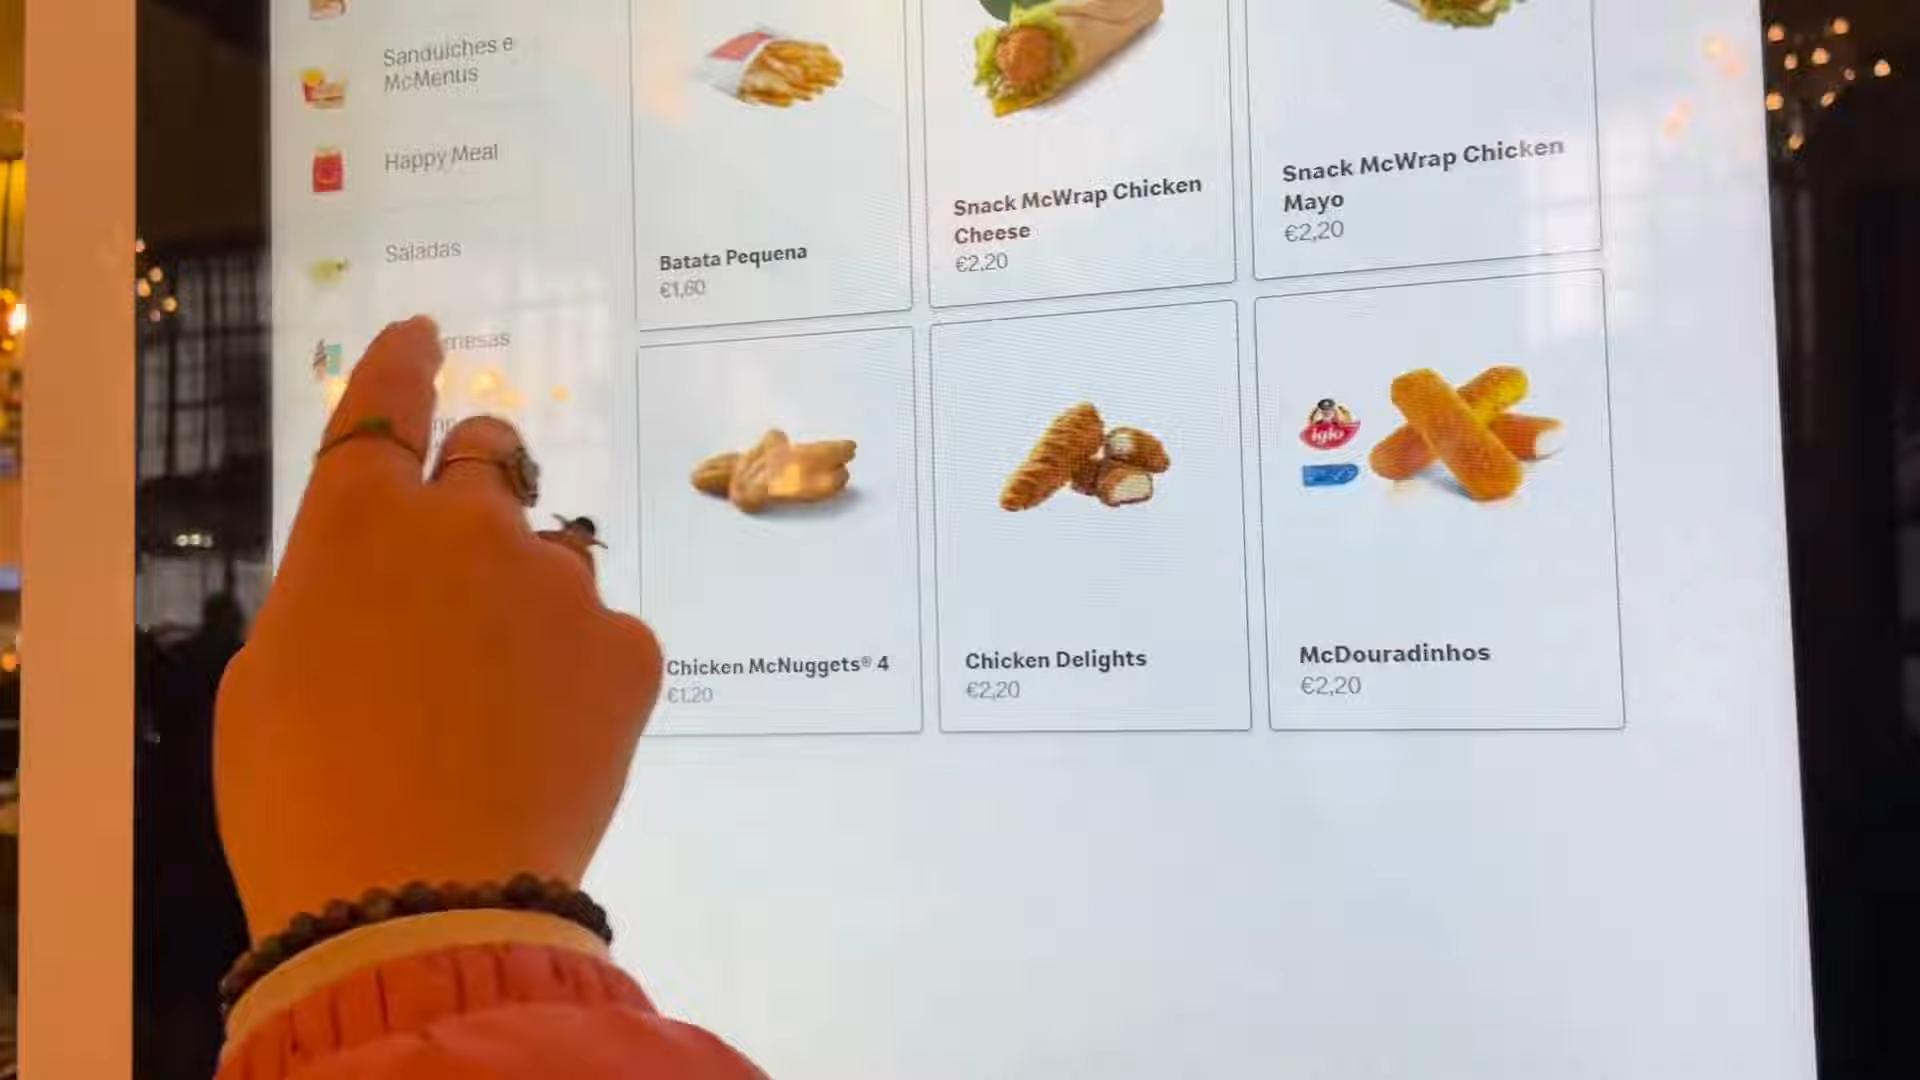 Sanduíches e
McMenus
Happy Meal
Saladas
Batata Pequena
€1,60
Snack McWrap Chicken
Cheese
€2,20
Snack McWrap Chicken
Mayo
€2,20
iglo
Chicken McNuggets® 4
€1,20
Chicken Delights
€2,20
McDouradinhos
€2,20